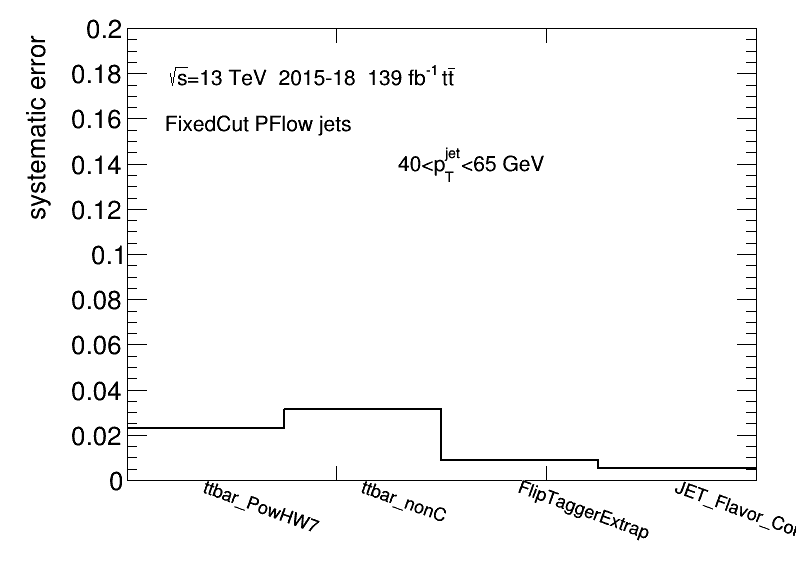 systematic error
0.2
0.18
0.16
0.14
0.12
0.1
0.08
0.06
0.04
0.02
0
√s=13 TeV 2015-18 139 fb⁻¹ tt̄
FixedCut PFlow jets
40<p_T^jet<65 GeV
ttbar_PowHW7
ttbar_nonC
FlipTaggerExtrap
JET_Flavor_